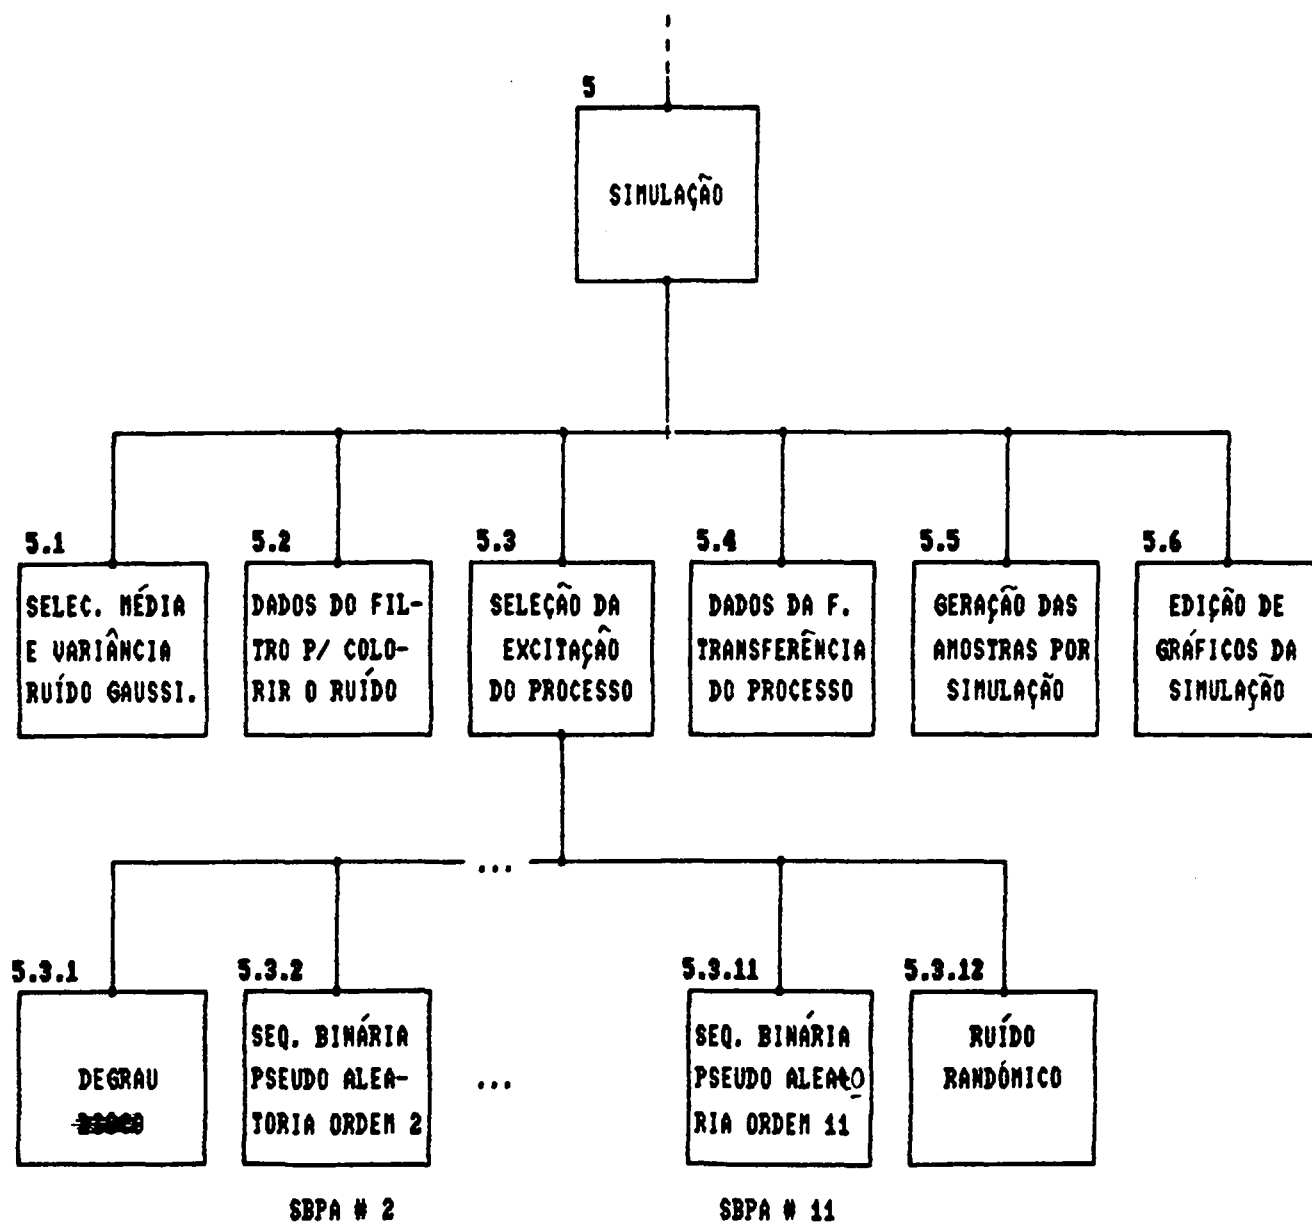 5
SIMULAÇÃO
5.1
SELEC. MÉDIA
E VARIÂNCIA
RUÍDO GAUSSI.
5.2
DADOS DO FIL-
TRO P/ COLO-
RIR O RUÍDO
5.3
SELEÇÃO DA
EXCITAÇÃO
DO PROCESSO
5.4
DADOS DA F.
TRANSFERÊNCIA
DO PROCESSO
5.5
GERAÇÃO DAS
AMOSTRAS POR
SIMULAÇÃO
5.6
EDIÇÃO DE
GRÁFICOS DA
SIMULAÇÃO
...
5.3.1
DEGRAU
5.3.2
SEQ. BINÁRIA
PSEUDO ALEA-
TORIA ORDEM 2
SBPA # 2
...
5.3.11
SEQ. BINÁRIA
PSEUDO ALEATO
RIA ORDEM 11
SBPA # 11
5.3.12
RUÍDO
RANDÓMICO